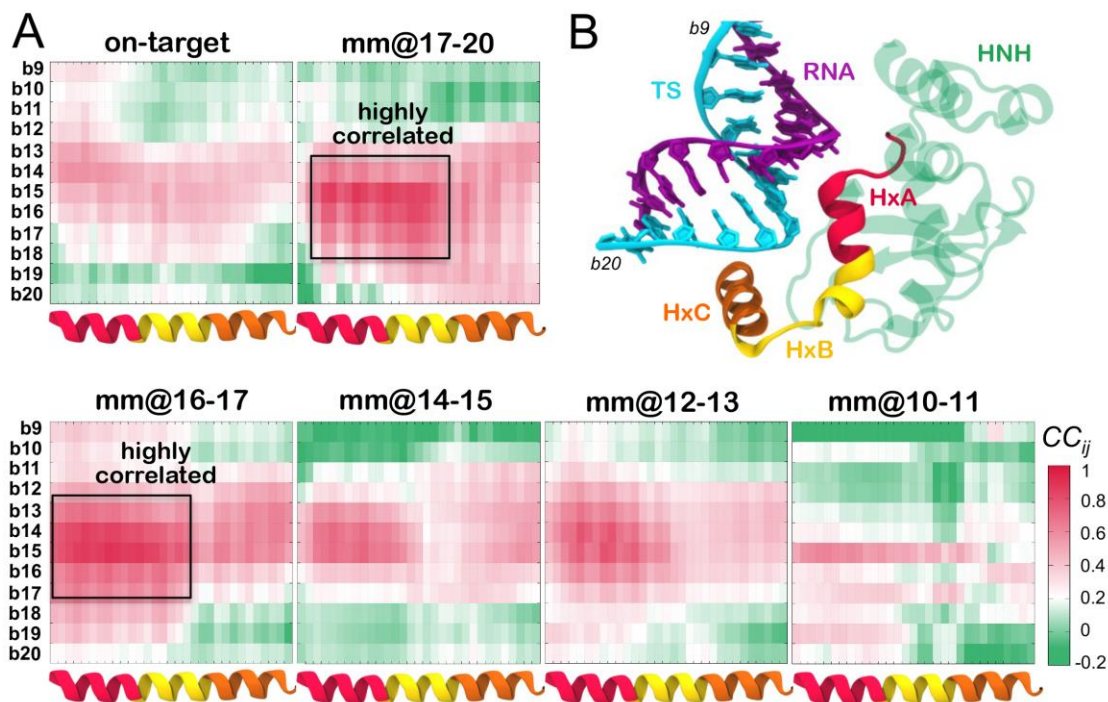 A
on-target
mm@17-20
b9
b10
b11
b12
b13
b14
b15
b16
b17
b18
b19
b20
highly
correlated
B
b9
TS
RNA
HNH
HxA
b20
HxC
HxB
mm@16-17
mm@14-15
mm@12-13
mm@10-11
b9
b10
b11
b12
b13
b14
b15
b16
b17
b18
b19
b20
highly
correlated
CCij
1
0.8
0.6
0.4
0.2
0
-0.2